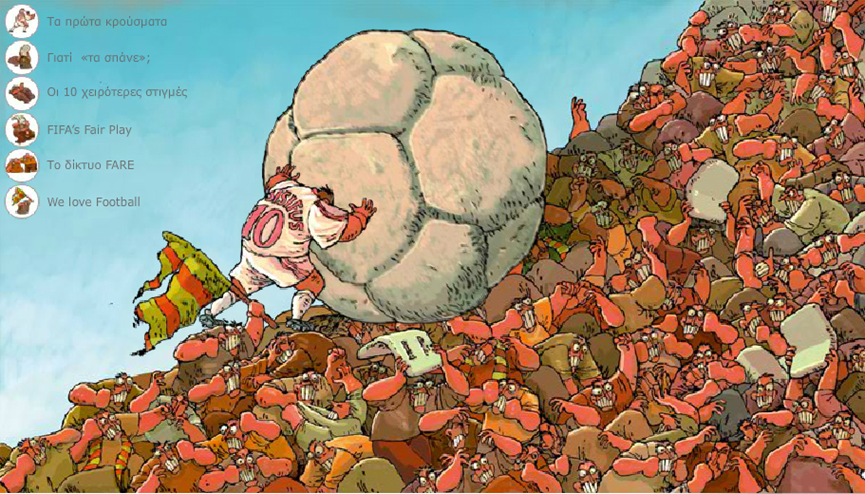 Τα πρώτα κρούσματα
Γιατί «τα σπάνε»;
Οι 10 χειρότερες στιγμές
FIFA's Fair Play
Το δίκτυο FARE
We love Football
10